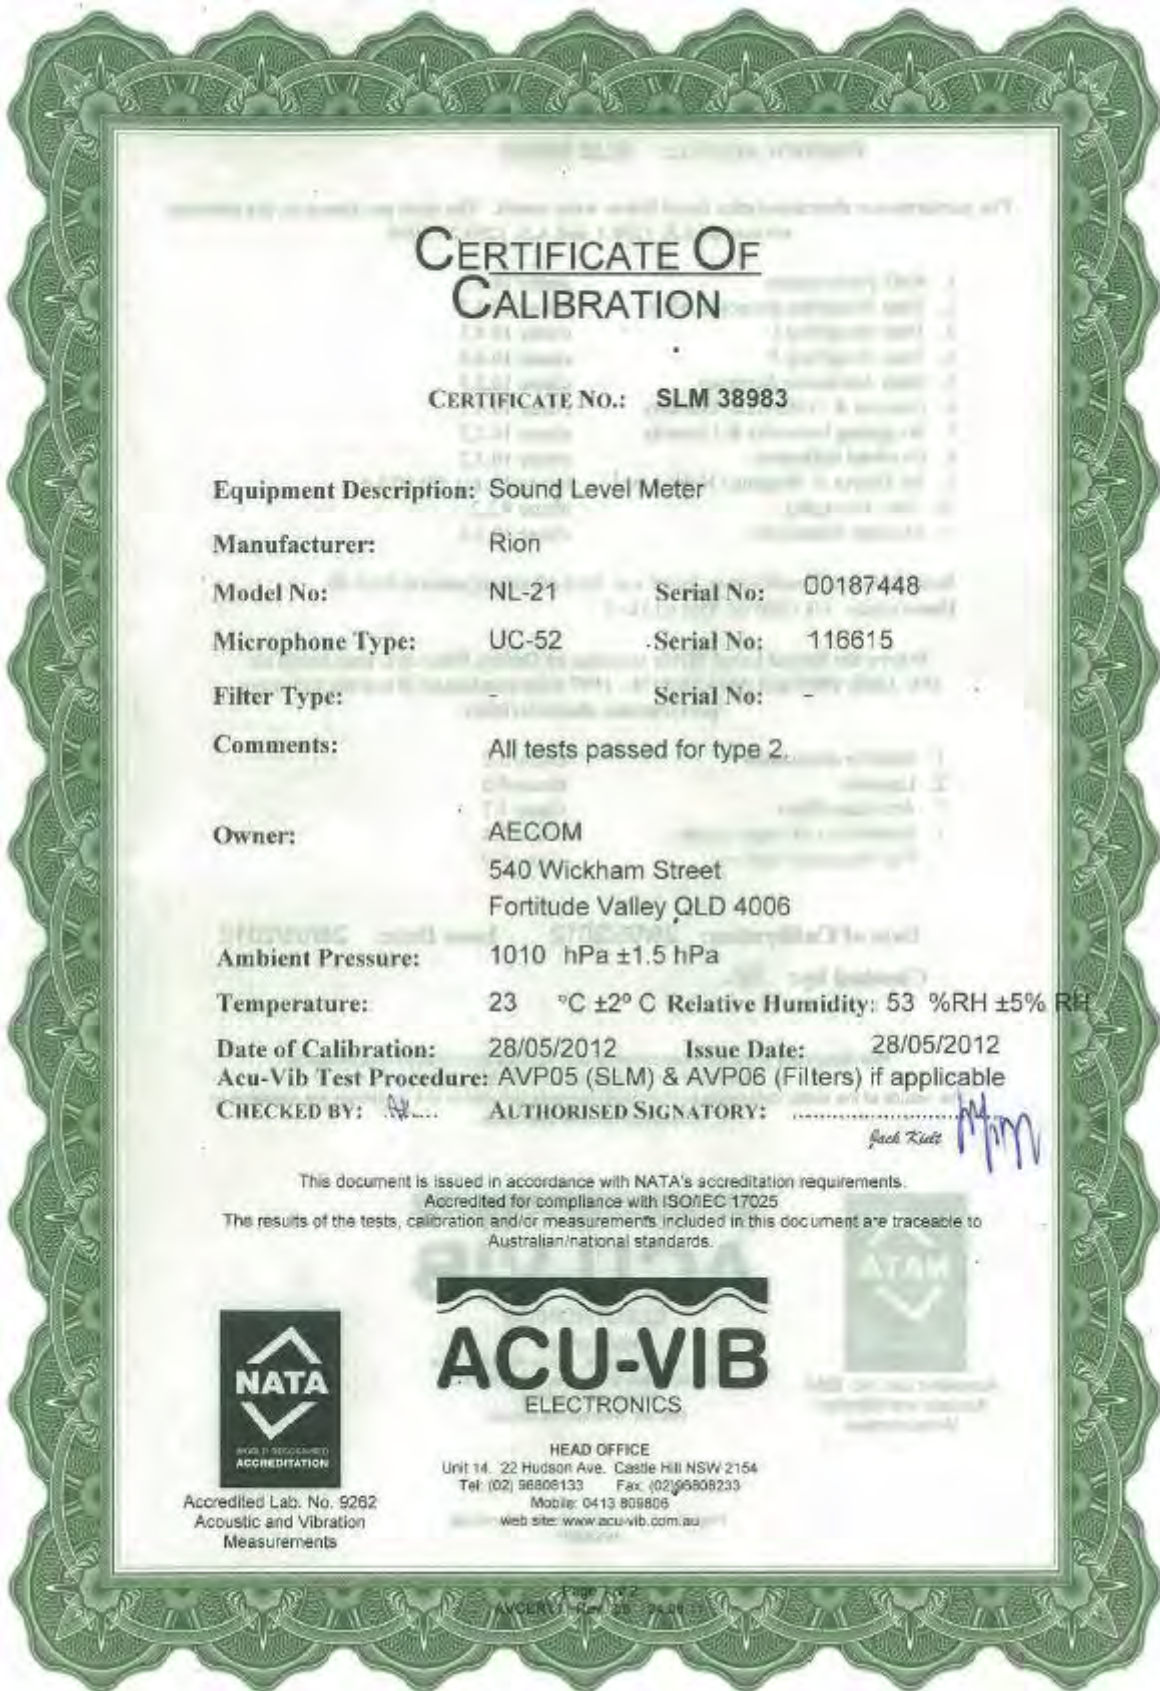 CERTIFICATE OF
CALIBRATION
CERTIFICATE NO.: SLM 38983
Equipment Description: Sound Level Meter
Manufacturer: Rion
Model No: NL-21 Serial No: 00187448
Microphone Type: UC-52 Serial No: 116615
Filter Type: - Serial No: -
Comments: All tests passed for type 2.
Owner: AECOM
540 Wickham Street
Fortitude Valley QLD 4006
Ambient Pressure: 1010 hPa ±1.5 hPa
Temperature: 23 °C ±2° C Relative Humidity: 53 %RH ±5% RH
Date of Calibration: 28/05/2012 Issue Date: 28/05/2012
Acu-Vib Test Procedure: AVP05 (SLM) & AVP06 (Filters) if applicable
CHECKED BY: AUTHORISED SIGNATORY:
Jack Kielt
This document is issued in accordance with NATA's accreditation requirements.
Accredited for compliance with ISO/IEC 17025
The results of the tests, calibration and/or measurements included in this document are traceable to
Australian/national standards.
NATA
WORLD RECOGNISED
ACCREDITATION
Accredited Lab. No. 9262
Acoustic and Vibration
Measurements
ACU-VIB
ELECTRONICS
HEAD OFFICE
Unit 14, 22 Hudson Ave. Castle Hill NSW 2154
Tel: (02) 96808133 Fax: (02)96808233
Mobile: 0413 809806
web site: www.acu-vib.com.au
Page 1 of 2